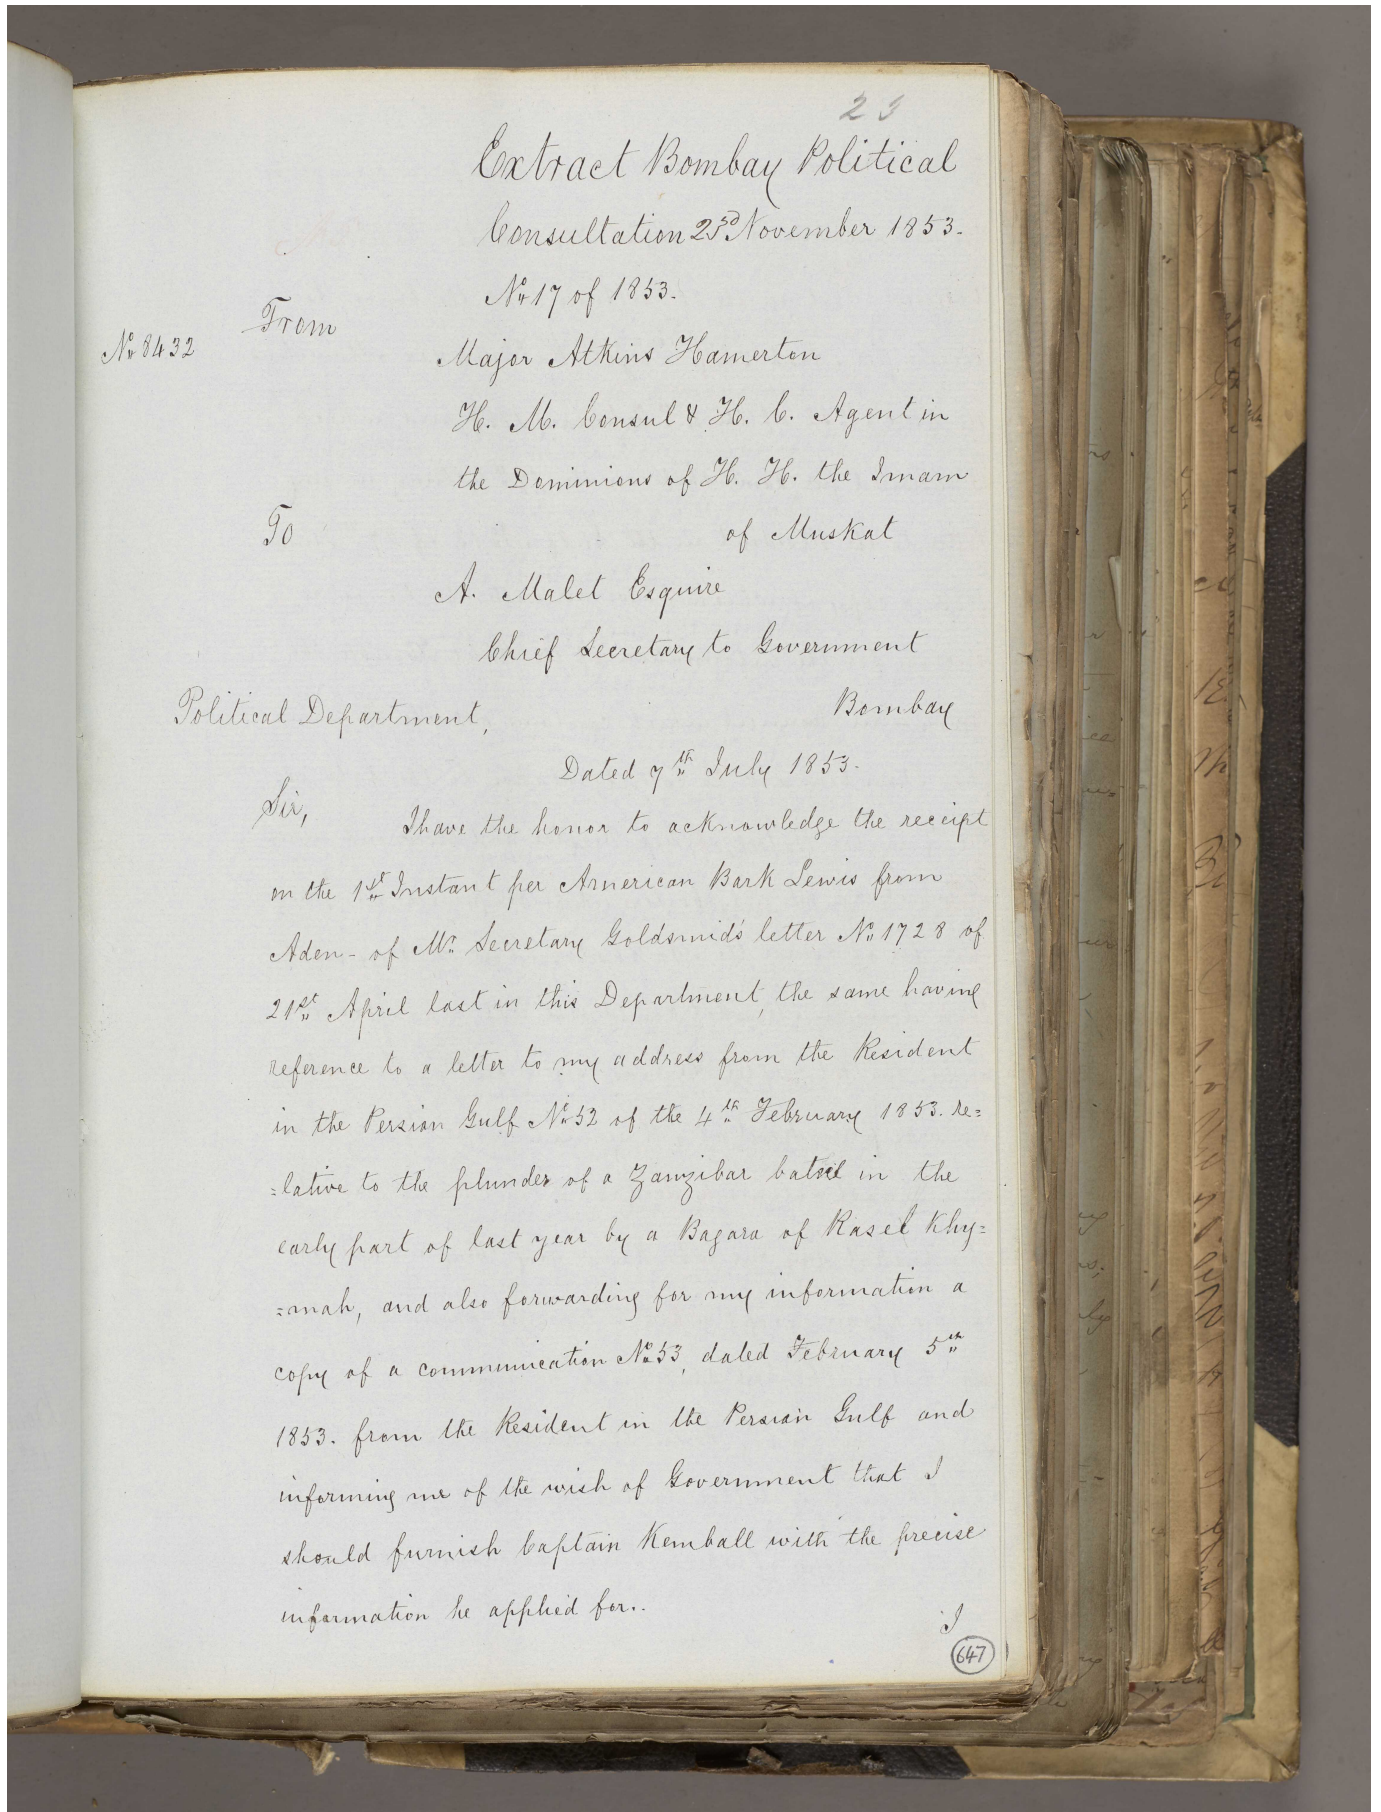 23
Extract Bombay Political
Consultation 23rd November 1853.
No 17 of 1853.
From
No 8432
Major Atkins Hamerton
H. M. Consul & H. C. Agent in
the Dominions of H. H. the Imam
To
of Muskat
A. Malet Esquire
Chief Secretary to Government
Bombay
Political Department,
Dated 7th July 1853.
Sir,
I have the honor to acknowledge the receipt
on the 1st Instant per American Bark Lewis from
Aden - of Mr Secretary Goldsmid's letter No 1728 of
21st April last in this Department, the same having
reference to a letter to my address from the Resident
in the Persian Gulf No 52 of the 4th February 1853. re=
=lative to the plunder of a Zanzibar bateel in the
early part of last year by a Bagara of Rasel Khy=
=mah, and also forwarding for my information a
copy of a communication No 53, dated February 5th
1853. from the Resident in the Persian Gulf and
informing me of the wish of Government that I
should furnish Captain Kemball with the precise
information he applied for..
I
647